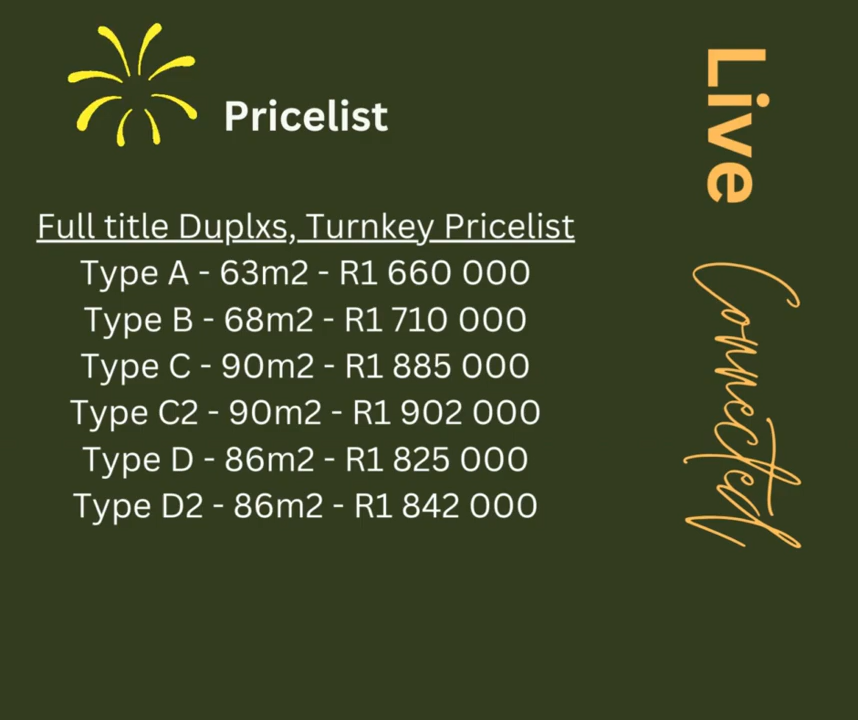 Pricelist
Full title Duplxs, Turnkey Pricelist
Type A - 63m2 - R1 660 000
Type B - 68m2 - R1 710 000
Type C - 90m2 - R1 885 000
Type C2 - 90m2 - R1 902 000
Type D - 86m2 - R1 825 000
Type D2 - 86m2 - R1 842 000
Live Connected